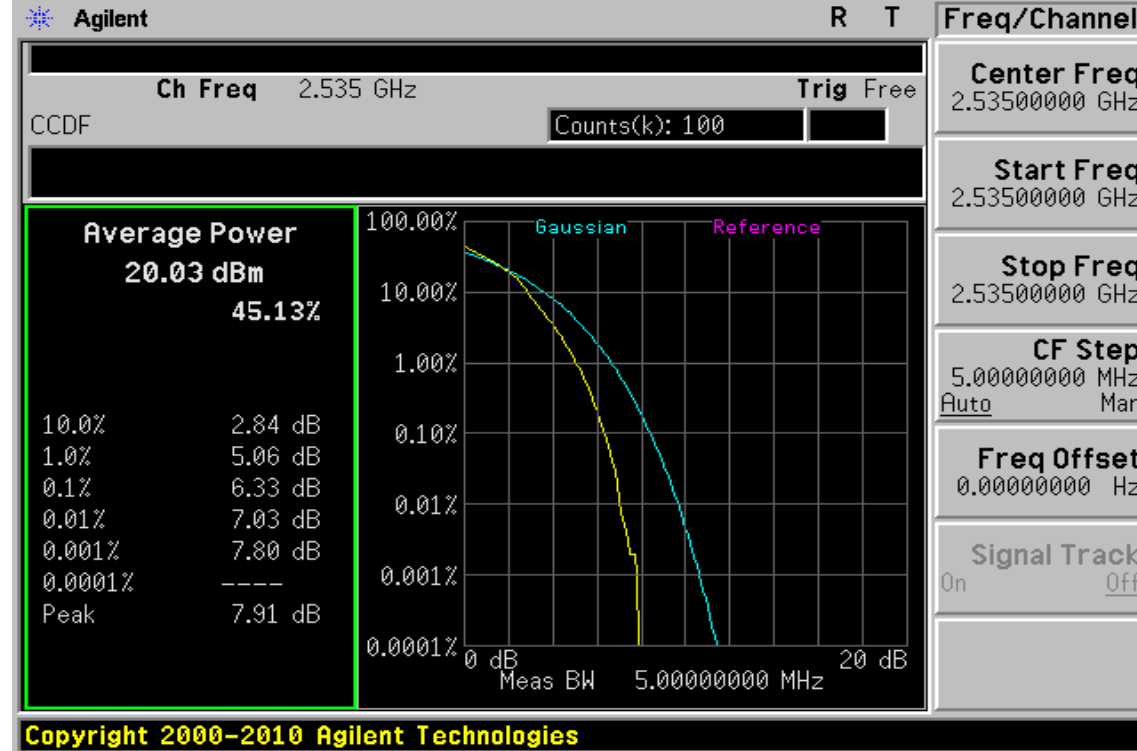 Agilent R T
Ch Freq 2.535 GHz Trig Free
CCDF Counts(k): 100
Average Power
20.03 dBm
45.13%
10.0% 2.84 dB
1.0% 5.06 dB
0.1% 6.33 dB
0.01% 7.03 dB
0.001% 7.80 dB
0.0001% ----
Peak 7.91 dB
Gaussian Reference
100.00%
10.00%
1.00%
0.10%
0.01%
0.001%
0.0001%
0 dB 20 dB
Meas BW 5.00000000 MHz
Freq/Channel
Center Freq
2.53500000 GHz
Start Freq
2.53500000 GHz
Stop Freq
2.53500000 GHz
CF Step
5.00000000 MHz
Auto Man
Freq Offset
0.00000000 Hz
Signal Track
On Off
Copyright 2000-2010 Agilent Technologies